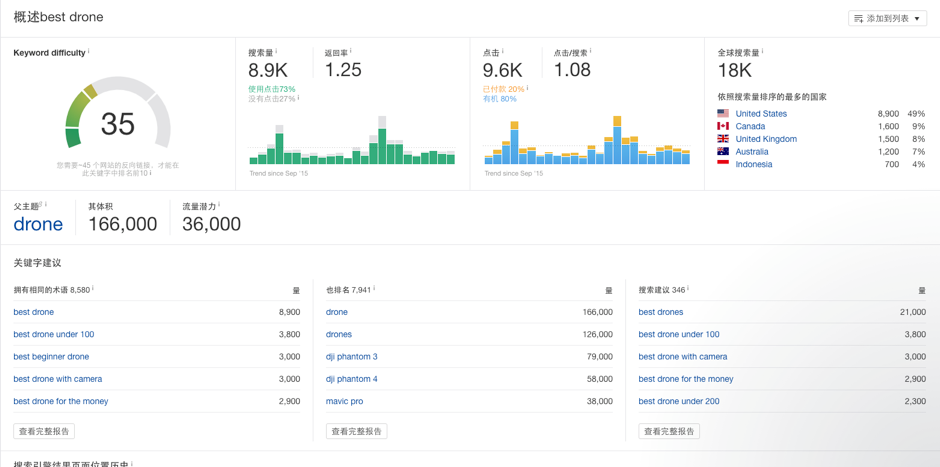 概述best drone
添加到列表
Keyword difficulty i
35
您需要~45 个网站的反向链接，才能在
此关键字中排名前10 i
搜索量 i
8.9K
返回率 i
1.25
使用点击73%
没有点击27% i
Trend since Sep '15
点击 i
9.6K
点击/搜索 i
1.08
已付款 20% i
有机 80%
Trend since Sep '15
全球搜索量 i
18K
依照搜索量排序的最多的国家
United States 8,900 49%
Canada 1,600 9%
United Kingdom 1,500 8%
Australia 1,200 7%
Indonesia 700 4%
父主题 i
drone
其体积
166,000
流量潜力 i
36,000
关键字建议
拥有相同的术语 8,580 i 量
best drone 8,900
best drone under 100 3,800
best beginner drone 3,000
best drone with camera 3,000
best drone for the money 2,900
查看完整报告
也排名 7,941 i 量
drone 166,000
drones 126,000
dji phantom 3 79,000
dji phantom 4 58,000
mavic pro 38,000
查看完整报告
搜索建议 346 i 量
best drones 21,000
best drone under 100 3,800
best drone with camera 3,000
best drone for the money 2,900
best drone under 200 2,300
查看完整报告
搜索引擎结果页面位置历史 i